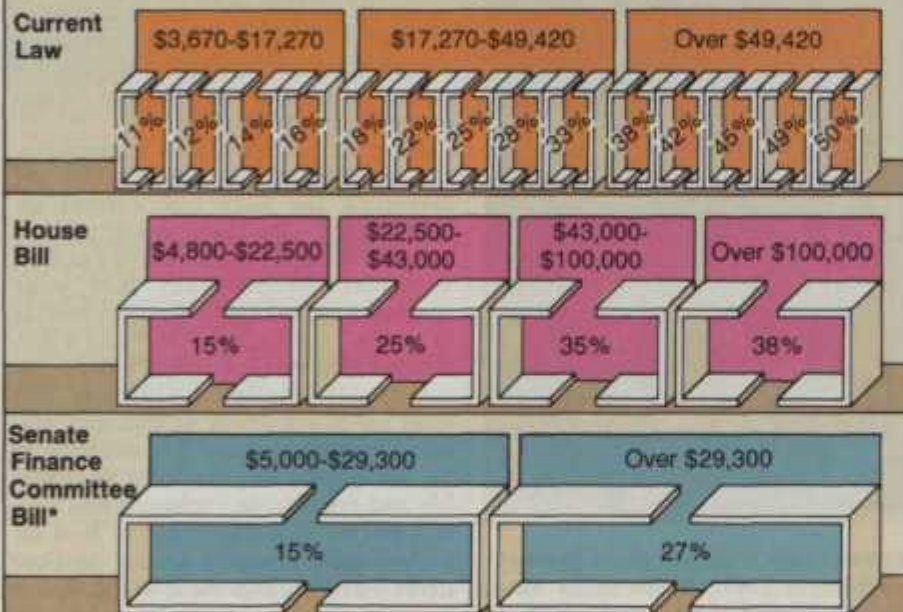 Current
Law
$3,670-$17,270
$17,270-$49,420
Over $49,420
11%
12%
14%
16%
18%
22%
25%
28%
33%
38%
42%
45%
49%
50%
House
Bill
$4,800-$22,500
$22,500-
$43,000
$43,000-
$100,000
Over $100,000
15%
25%
35%
38%
Senate
Finance
Committee
Bill*
$5,000-$29,300
Over $29,300
15%
27%